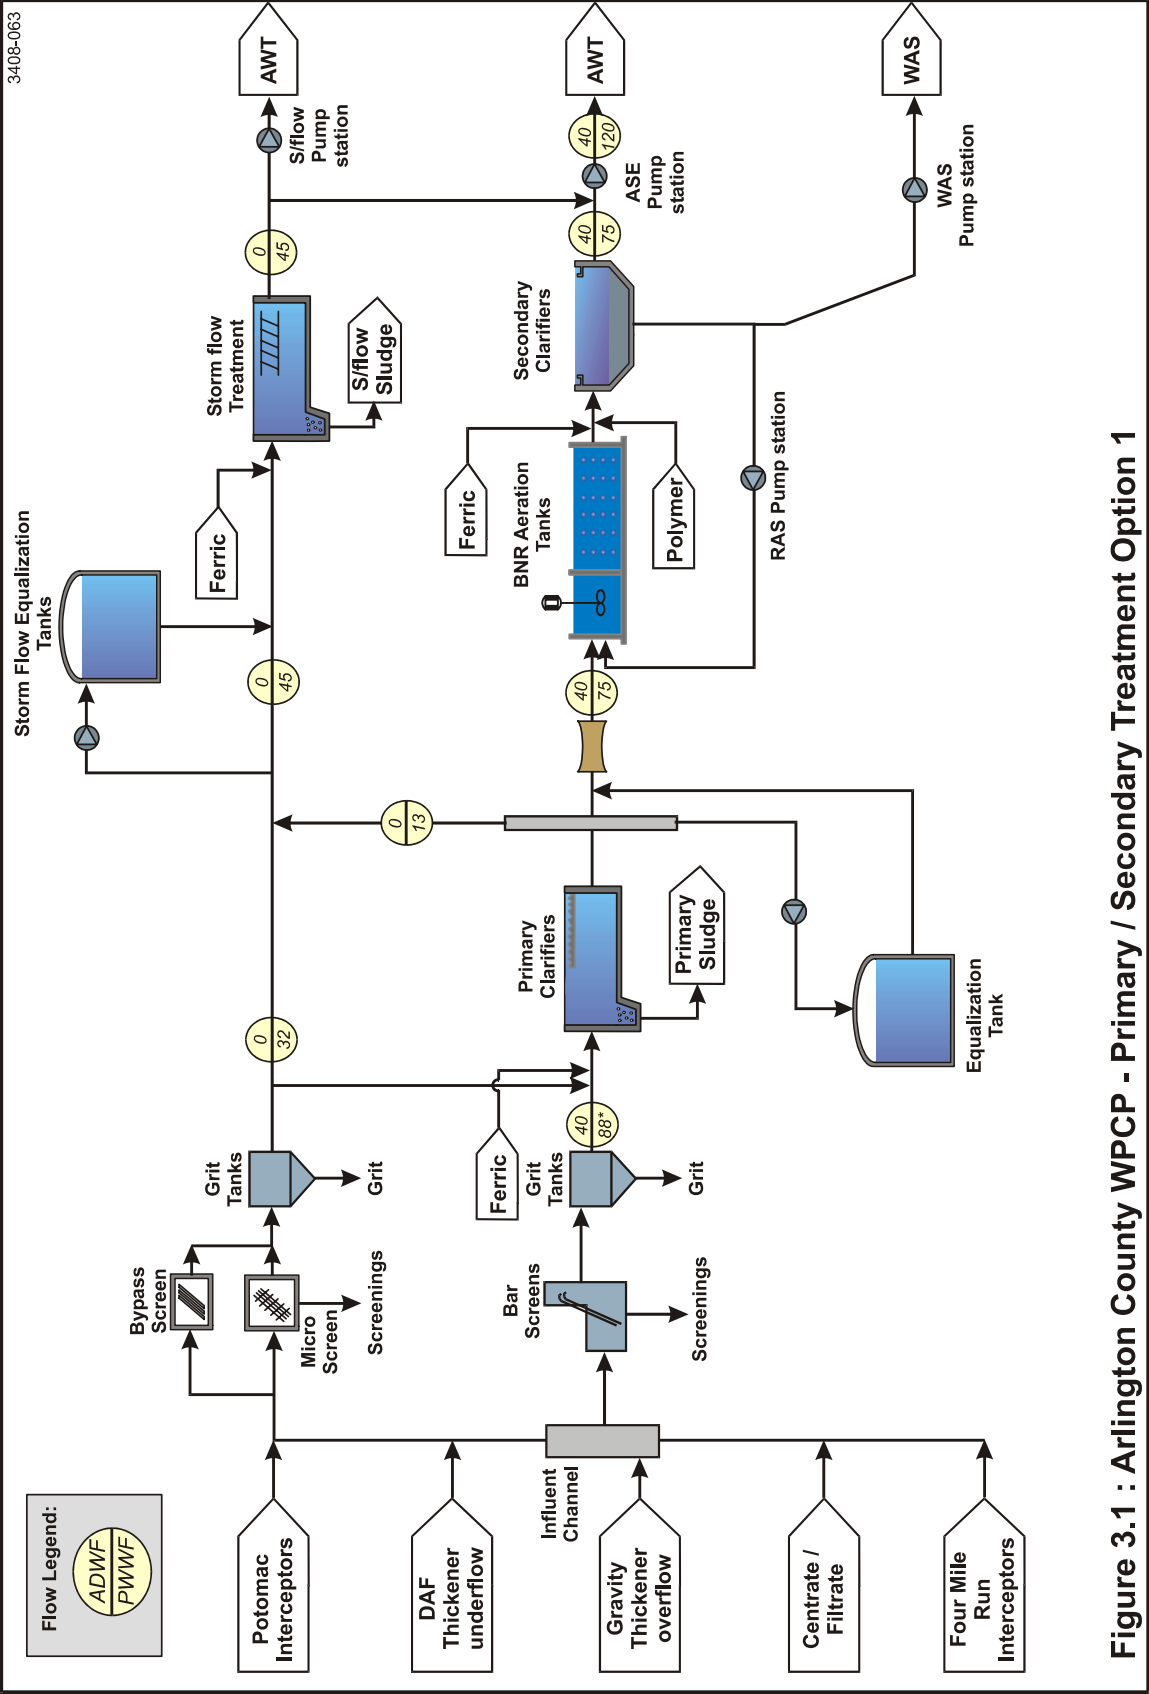 3408-063
Flow Legend:
ADWF
PWWF
Potomac
Interceptors
DAF
Thickener
underflow
Gravity
Thickener
overflow
Centrate /
Filtrate
Four Mile
Run
Interceptors
Influent
Channel
Bypass
Screen
Micro
Screen
Screenings
Bar
Screens
Screenings
Grit
Tanks
Grit
Ferric
Grit
Tanks
Grit
40
88*
0
32
Primary
Clarifiers
Primary
Sludge
Equalization
Tank
0
13
Storm Flow Equalization
Tanks
0
45
40
75
Ferric
Storm flow
Treatment
S/flow
Sludge
BNR Aeration
Tanks
Ferric
Polymer
RAS Pump station
Secondary
Clarifiers
0
45
40
75
S/flow
Pump
station
ASE
Pump
station
40
120
WAS
Pump station
AWT
AWT
WAS
Figure 3.1 : Arlington County WPCP - Primary / Secondary Treatment Option 1